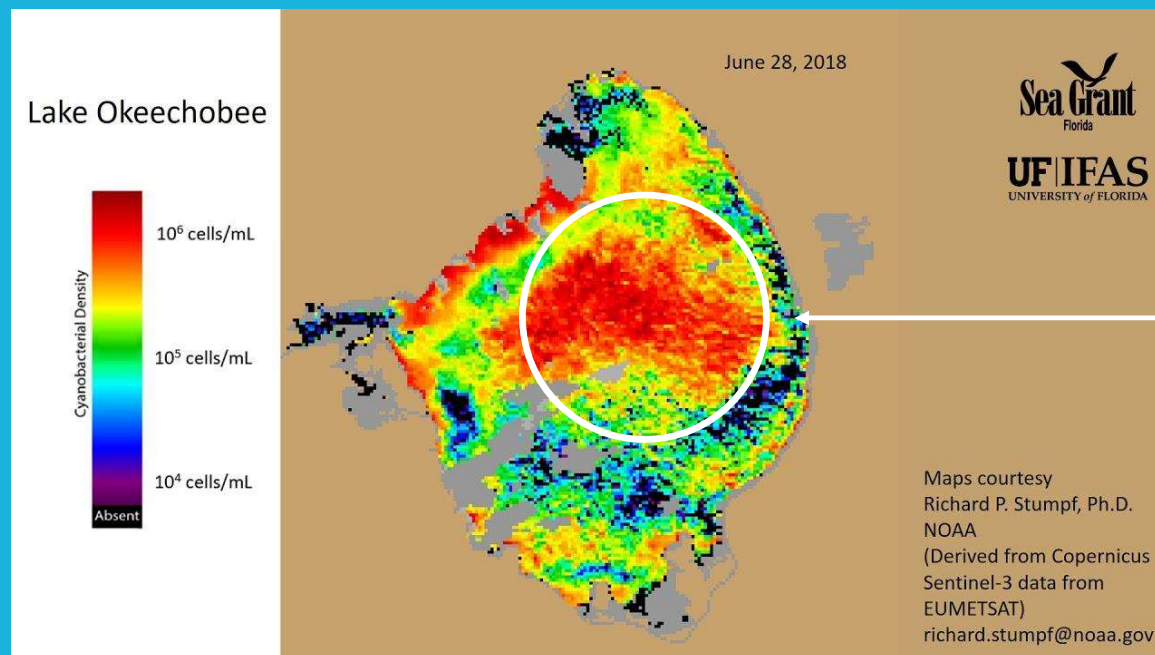 June 28, 2018
Lake Okeechobee
Sea Grant
Florida
UF|IFAS
UNIVERSITY of FLORIDA
Cyanobacterial Density
10⁶ cells/mL
10⁵ cells/mL
10⁴ cells/mL
Absent
Maps courtesy
Richard P. Stumpf, Ph.D.
NOAA
(Derived from Copernicus
Sentinel-3 data from
EUMETSAT)
richard.stumpf@noaa.gov